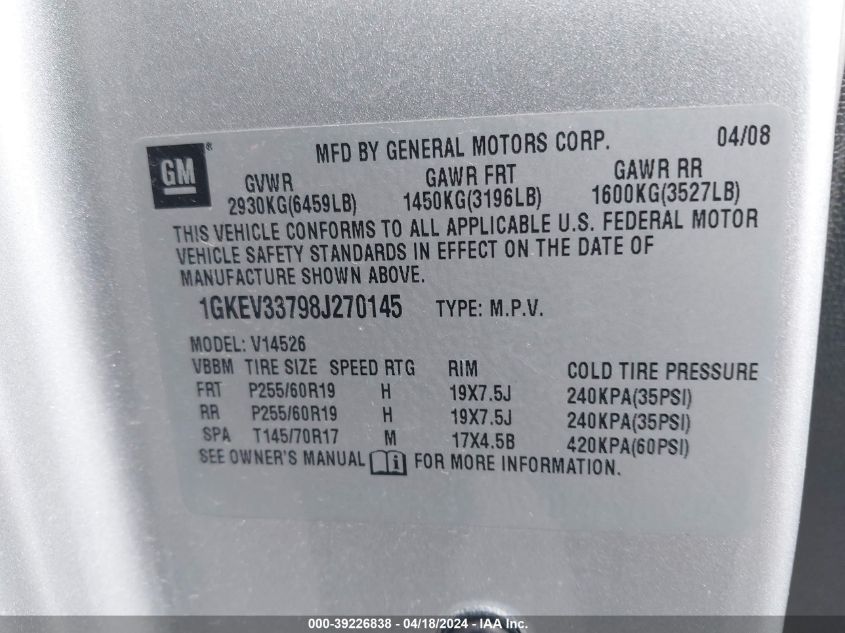 MFD BY GENERAL MOTORS CORP. 04/08
GM®
GVWR GAWR FRT GAWR RR
2930KG(6459LB) 1450KG(3196LB) 1600KG(3527LB)
THIS VEHICLE CONFORMS TO ALL APPLICABLE U.S. FEDERAL MOTOR
VEHICLE SAFETY STANDARDS IN EFFECT ON THE DATE OF
MANUFACTURE SHOWN ABOVE.
1GKEV33798J270145 TYPE: M.P.V.
MODEL: V14526
VBBM TIRE SIZE SPEED RTG RIM COLD TIRE PRESSURE
FRT P255/60R19 H 19X7.5J 240KPA(35PSI)
RR P255/60R19 H 19X7.5J 240KPA(35PSI)
SPA T145/70R17 M 17X4.5B 420KPA(60PSI)
SEE OWNER'S MANUAL i FOR MORE INFORMATION.
000-39226838 - 04/18/2024 - IAA Inc.